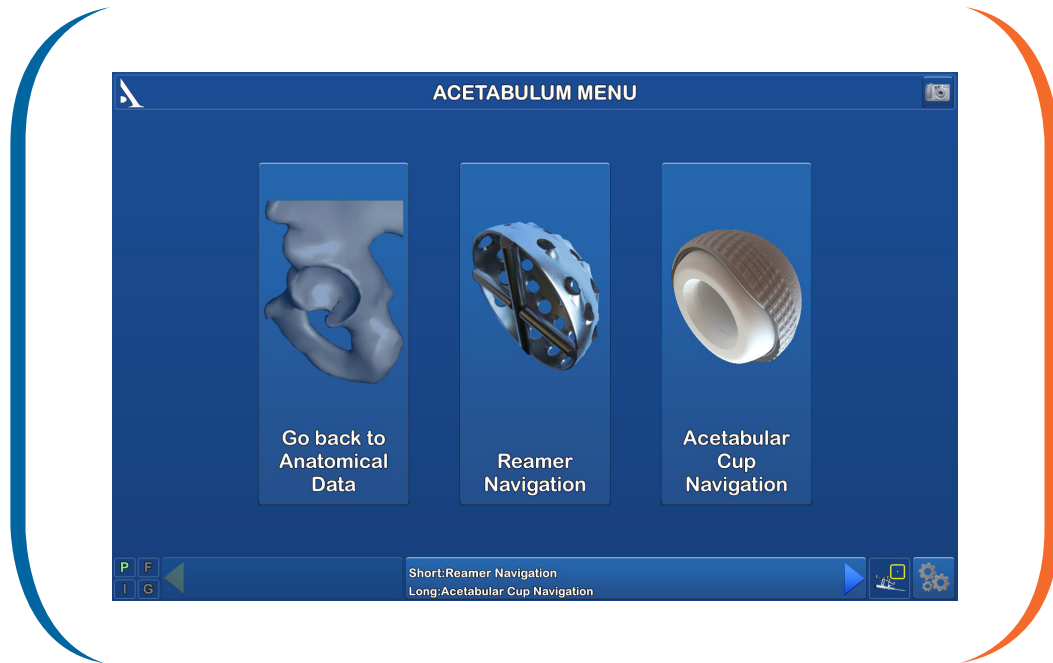 ACETABULUM MENU
Go back to
Anatomical
Data
Reamer
Navigation
Acetabular
Cup
Navigation
P F
I G
Short:Reamer Navigation
Long:Acetabular Cup Navigation